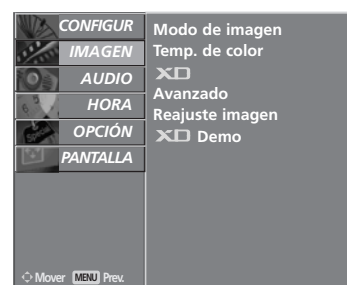 CONFIGUR
IMAGEN
AUDIO
HORA
OPCIÓN
PANTALLA
Modo de imagen
Temp. de color
XD
Avanzado
Reajuste imagen
XD Demo
Mover MENU Prev.